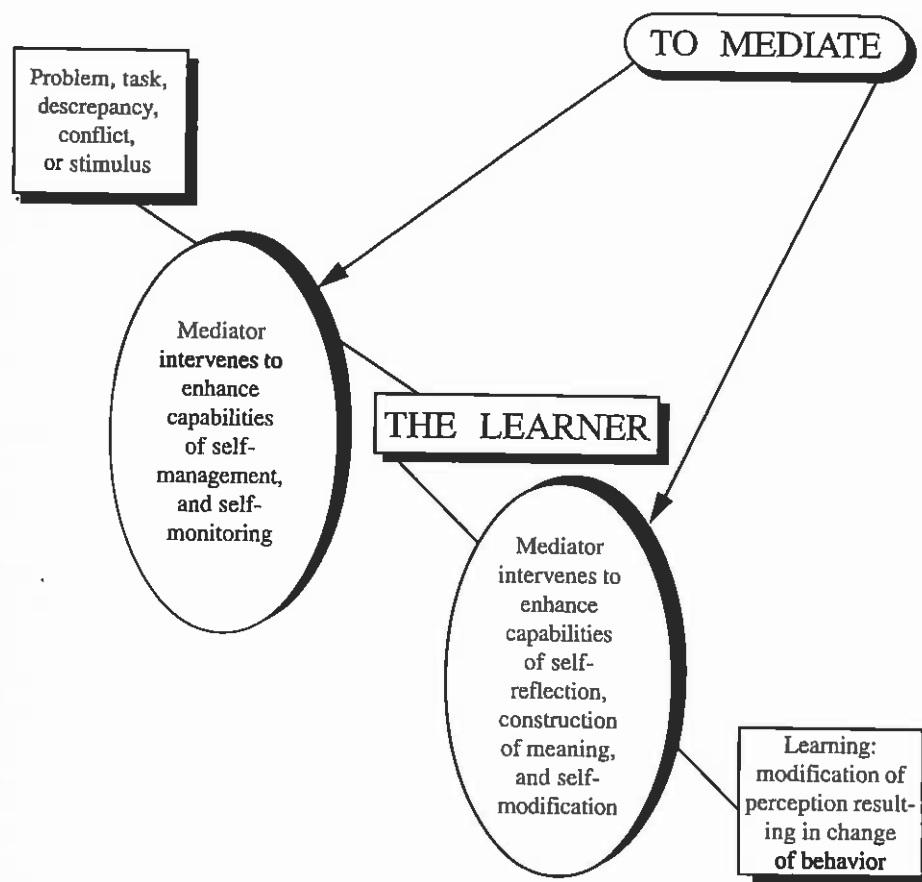 TO MEDIATE
Problem, task,
descrepancy,
conflict,
or stimulus
Mediator
intervenes to
enhance
capabilities
of self-
management,
and self-
monitoring
THE LEARNER
Mediator
intervenes to
enhance
capabilities
of self-
reflection,
construction
of meaning,
and self-
modification
Learning:
modification of
perception result-
ing in change
of behavior